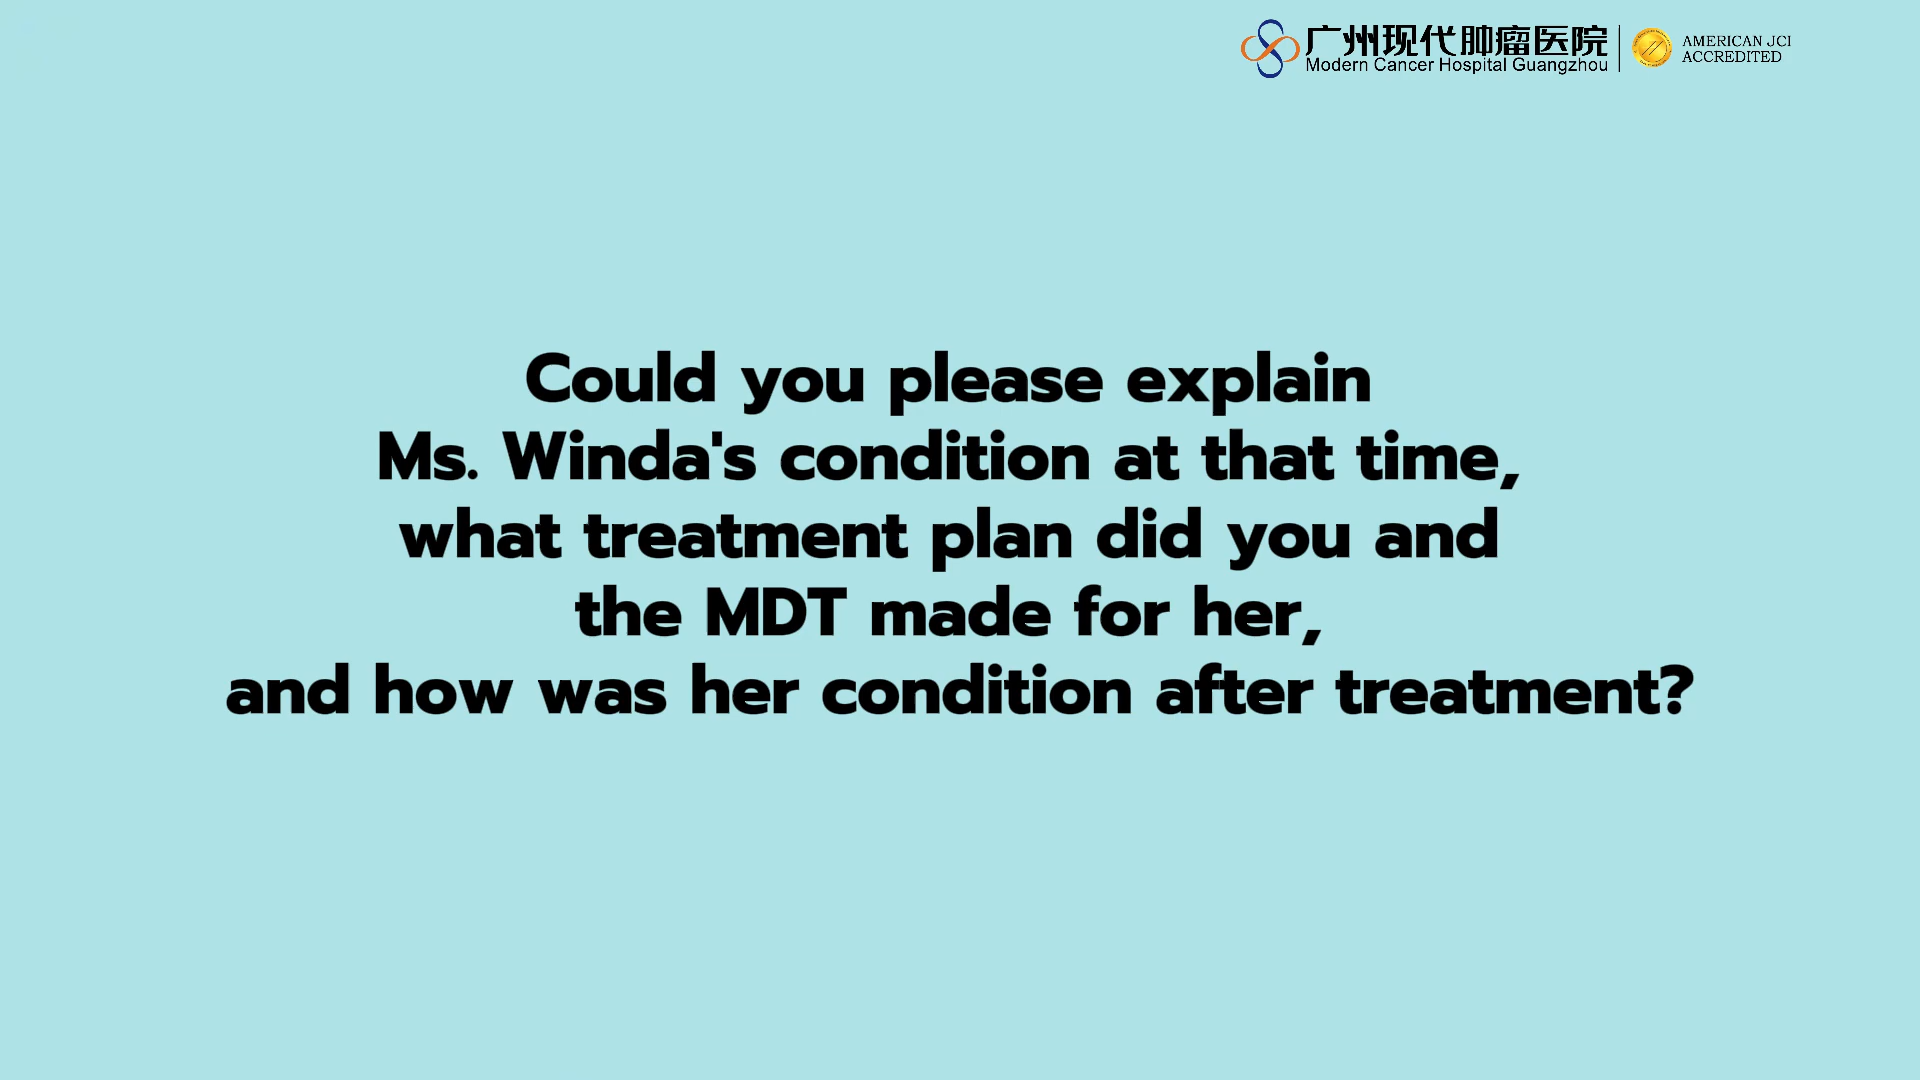 广州现代肿瘤医院
Modern Cancer Hospital Guangzhou
AMERICAN JCI
ACCREDITED
Could you please explain
Ms. Winda's condition at that time,
what treatment plan did you and
the MDT made for her,
and how was her condition after treatment?